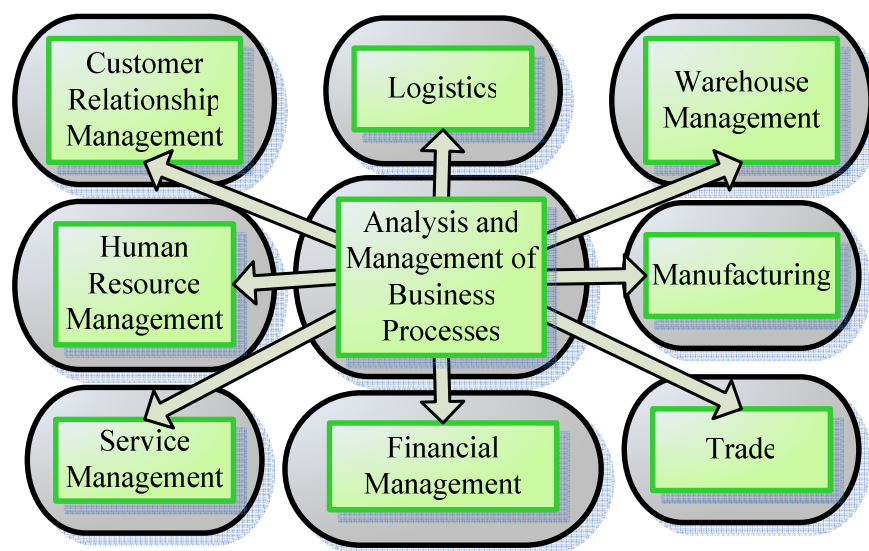 Customer
Relationship
Management
Logistics
Warehouse
Management
Human
Resource
Management
Analysis and
Management of
Business
Processes
Manufacturing
Service
Management
Financial
Management
Trade